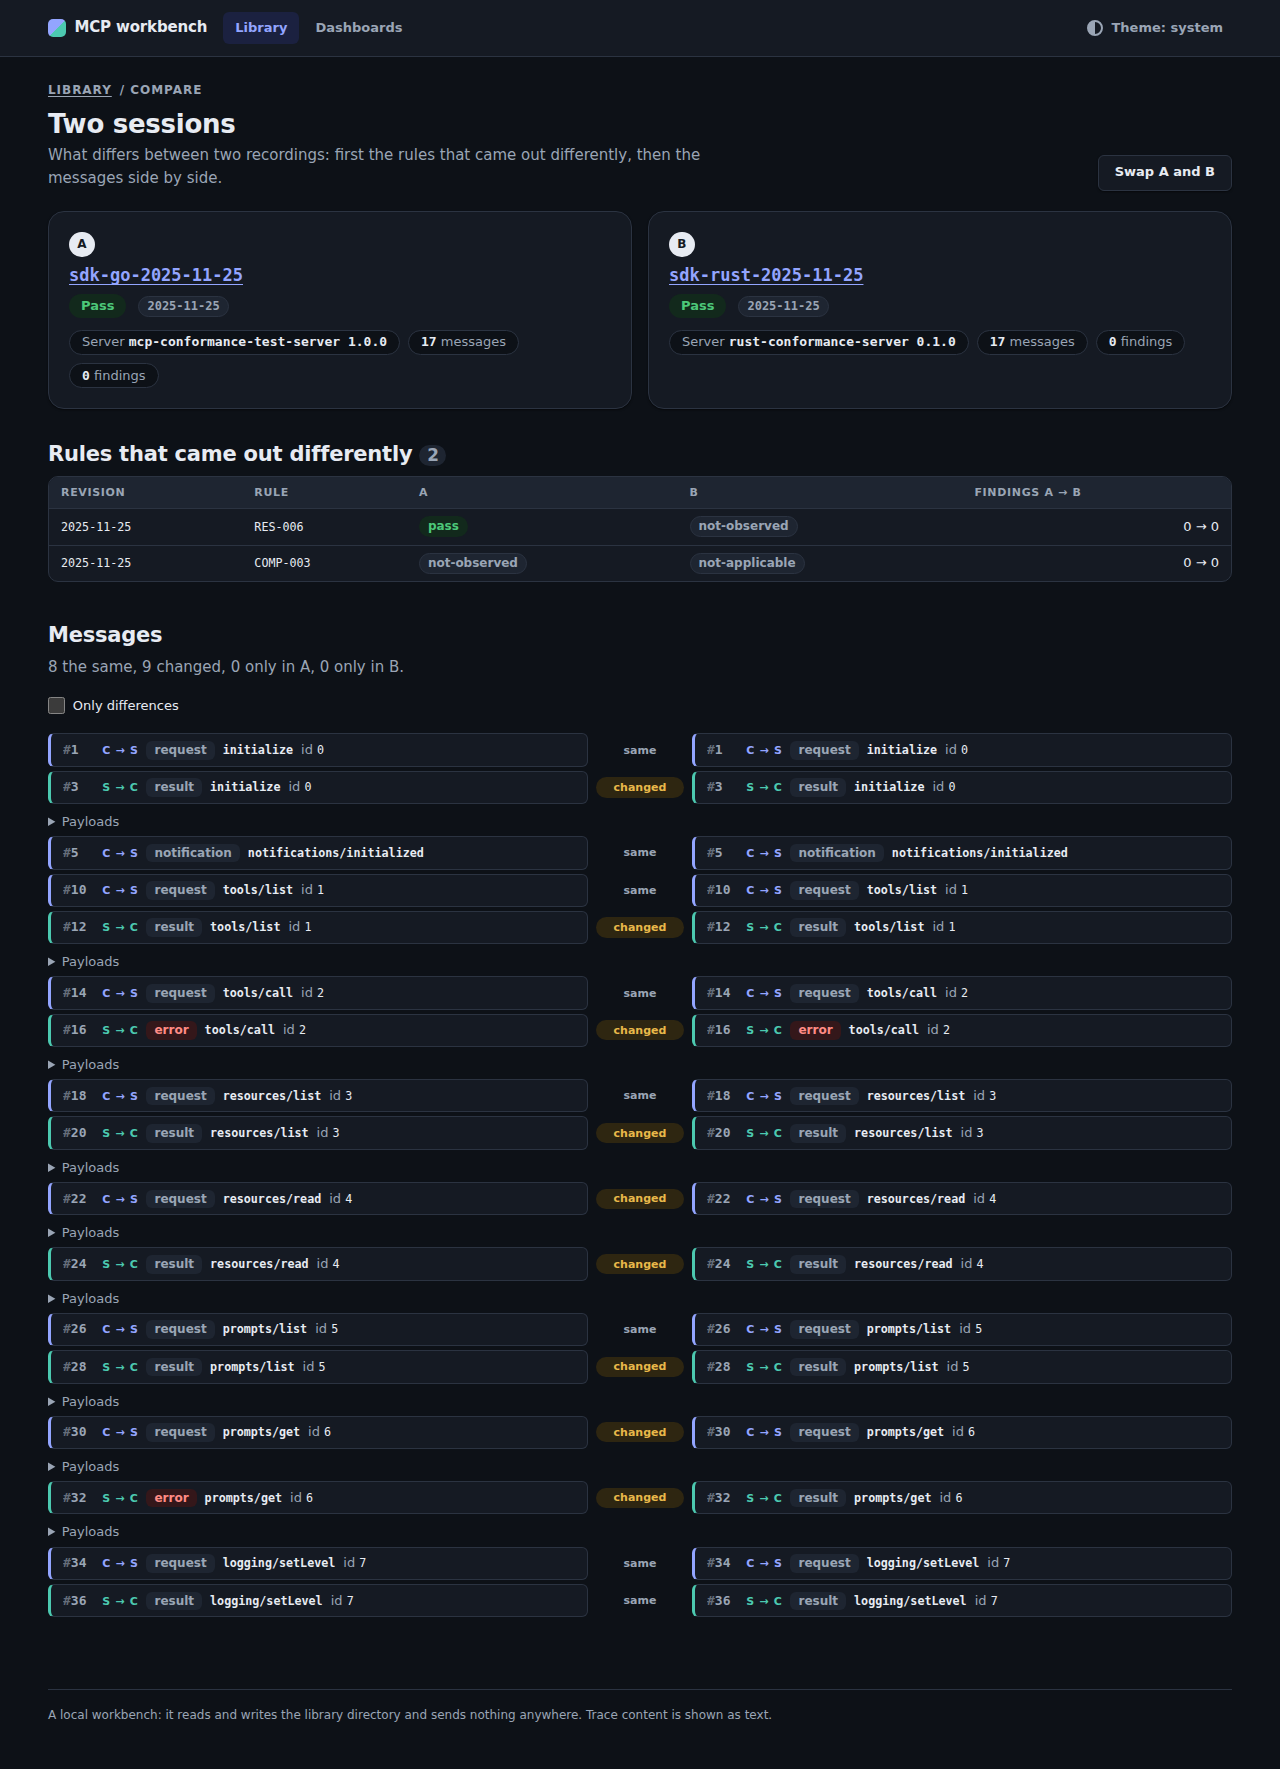 MCP workbench Library Dashboards Theme: system
LIBRARY / COMPARE
Two sessions
What differs between two recordings: first the rules that came out differently, then the
messages side by side.
Swap A and B
A
sdk-go-2025-11-25
Pass 2025-11-25
Server mcp-conformance-test-server 1.0.0 17 messages
0 findings
B
sdk-rust-2025-11-25
Pass 2025-11-25
Server rust-conformance-server 0.1.0 17 messages 0 findings
Rules that came out differently 2
REVISION RULE A B FINDINGS A → B
2025-11-25 RES-006 pass not-observed 0 → 0
2025-11-25 COMP-003 not-observed not-applicable 0 → 0
Messages
8 the same, 9 changed, 0 only in A, 0 only in B.
Only differences
#1 C → S request initialize id 0 same #1 C → S request initialize id 0
#3 S → C result initialize id 0 changed #3 S → C result initialize id 0
▶ Payloads
#5 C → S notification notifications/initialized same #5 C → S notification notifications/initialized
#10 C → S request tools/list id 1 same #10 C → S request tools/list id 1
#12 S → C result tools/list id 1 changed #12 S → C result tools/list id 1
▶ Payloads
#14 C → S request tools/call id 2 same #14 C → S request tools/call id 2
#16 S → C error tools/call id 2 changed #16 S → C error tools/call id 2
▶ Payloads
#18 C → S request resources/list id 3 same #18 C → S request resources/list id 3
#20 S → C result resources/list id 3 changed #20 S → C result resources/list id 3
▶ Payloads
#22 C → S request resources/read id 4 changed #22 C → S request resources/read id 4
▶ Payloads
#24 S → C result resources/read id 4 changed #24 S → C result resources/read id 4
▶ Payloads
#26 C → S request prompts/list id 5 same #26 C → S request prompts/list id 5
#28 S → C result prompts/list id 5 changed #28 S → C result prompts/list id 5
▶ Payloads
#30 C → S request prompts/get id 6 changed #30 C → S request prompts/get id 6
▶ Payloads
#32 S → C error prompts/get id 6 changed #32 S → C result prompts/get id 6
▶ Payloads
#34 C → S request logging/setLevel id 7 same #34 C → S request logging/setLevel id 7
#36 S → C result logging/setLevel id 7 same #36 S → C result logging/setLevel id 7
A local workbench: it reads and writes the library directory and sends nothing anywhere. Trace content is shown as text.